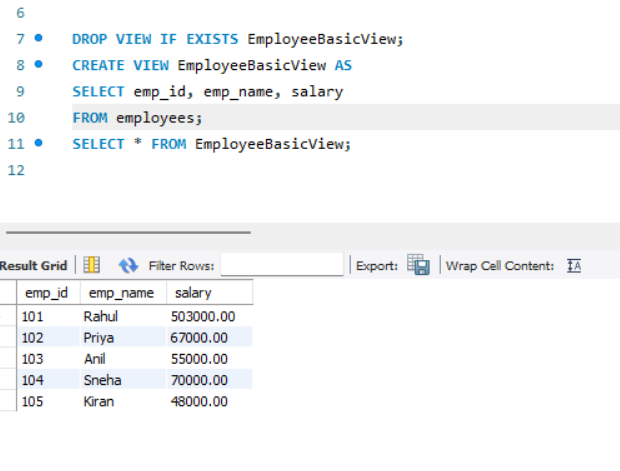 6
7 DROP VIEW IF EXISTS EmployeeBasicView;
8 CREATE VIEW EmployeeBasicView AS
9 SELECT emp_id, emp_name, salary
10 FROM employees;
11 SELECT * FROM EmployeeBasicView;
12
Result Grid Filter Rows: Export: Wrap Cell Content: IA
emp_id emp_name salary
101 Rahul 503000.00
102 Priya 67000.00
103 Anil 55000.00
104 Sneha 70000.00
105 Kiran 48000.00